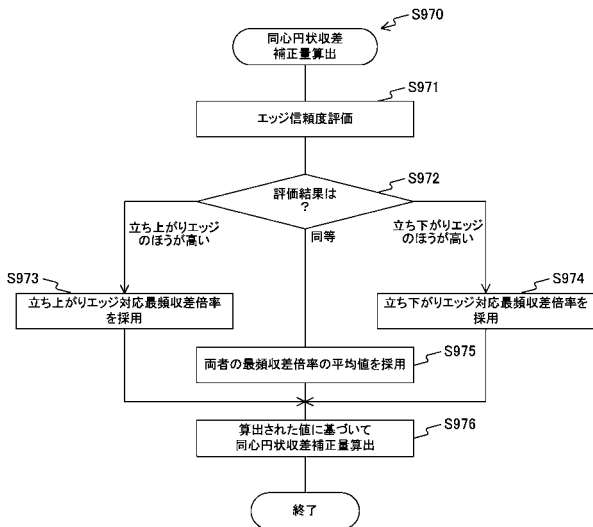 S970
同心円状収差
補正量算出
S971
エッジ信頼度評価
S972
評価結果は
?
立ち上がりエッジ
のほうが高い
同等
立ち下がりエッジ
のほうが高い
S973
立ち上がりエッジ対応最頻収差倍率
を採用
S974
立ち下がりエッジ対応最頻収差倍率を
採用
S975
両者の最頻収差倍率の平均値を採用
S976
算出された値に基づいて
同心円状収差補正量算出
終了